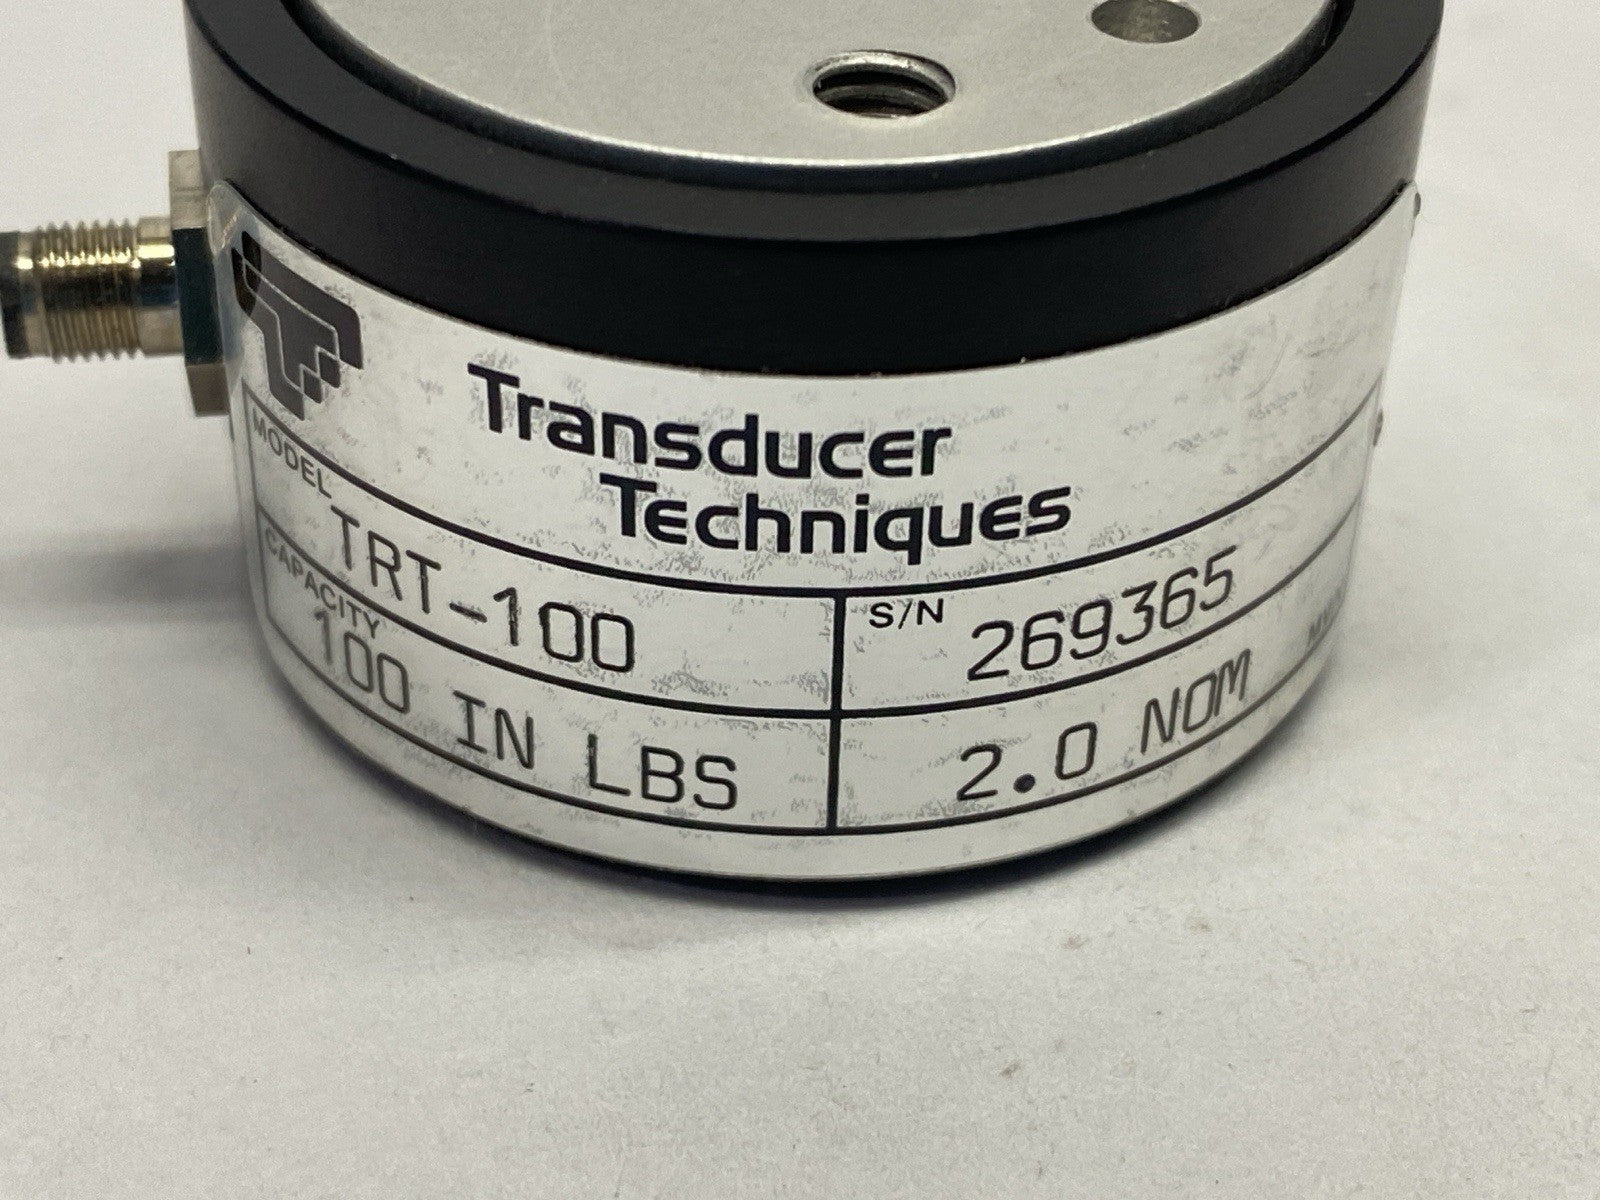 Transducer
Techniques
MODEL TRT-100
S/N 269365
CAPACITY 100 IN LBS
2.0 NOM